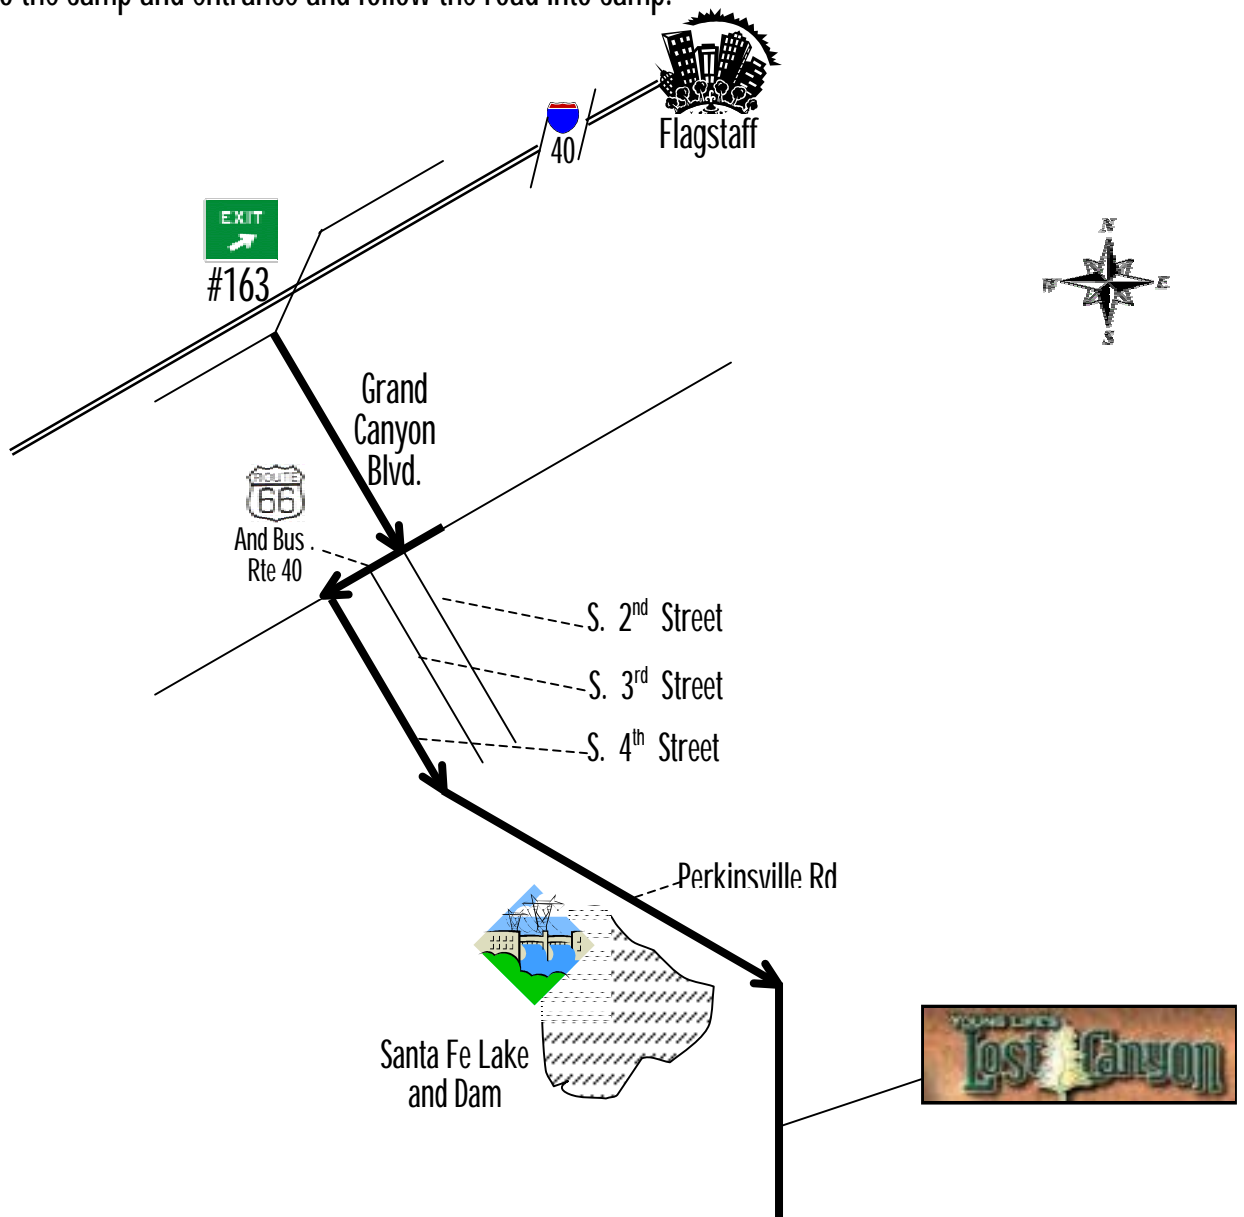 the camp and entrance and follow the road into camp.
Flagstaff
40
EXIT
#163
N
W
E
S
Grand
Canyon
Blvd.
ROUTE
66
And Bus .
Rte 40
S. 2nd Street
S. 3rd Street
S. 4th Street
Perkinsville Rd
Santa Fe Lake
and Dam
YOUNG LIFE'S
Lost Canyon